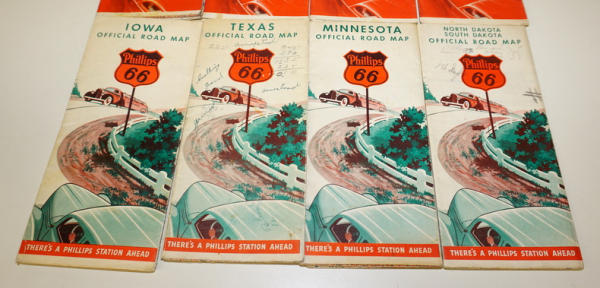 IOWA
OFFICIAL ROAD MAP
Phillips
66
THERE'S A PHILLIPS STATION AHEAD
TEXAS
OFFICIAL ROAD MAP
Phillips
66
THERE'S A PHILLIPS STATION AHEAD
MINNESOTA
OFFICIAL ROAD MAP
Phillips
66
THERE'S A PHILLIPS STATION AHEAD
NORTH DAKOTA
SOUTH DAKOTA
OFFICIAL ROAD MAP
Phillips
66
THERE'S A PHILLIPS STATION AHEAD